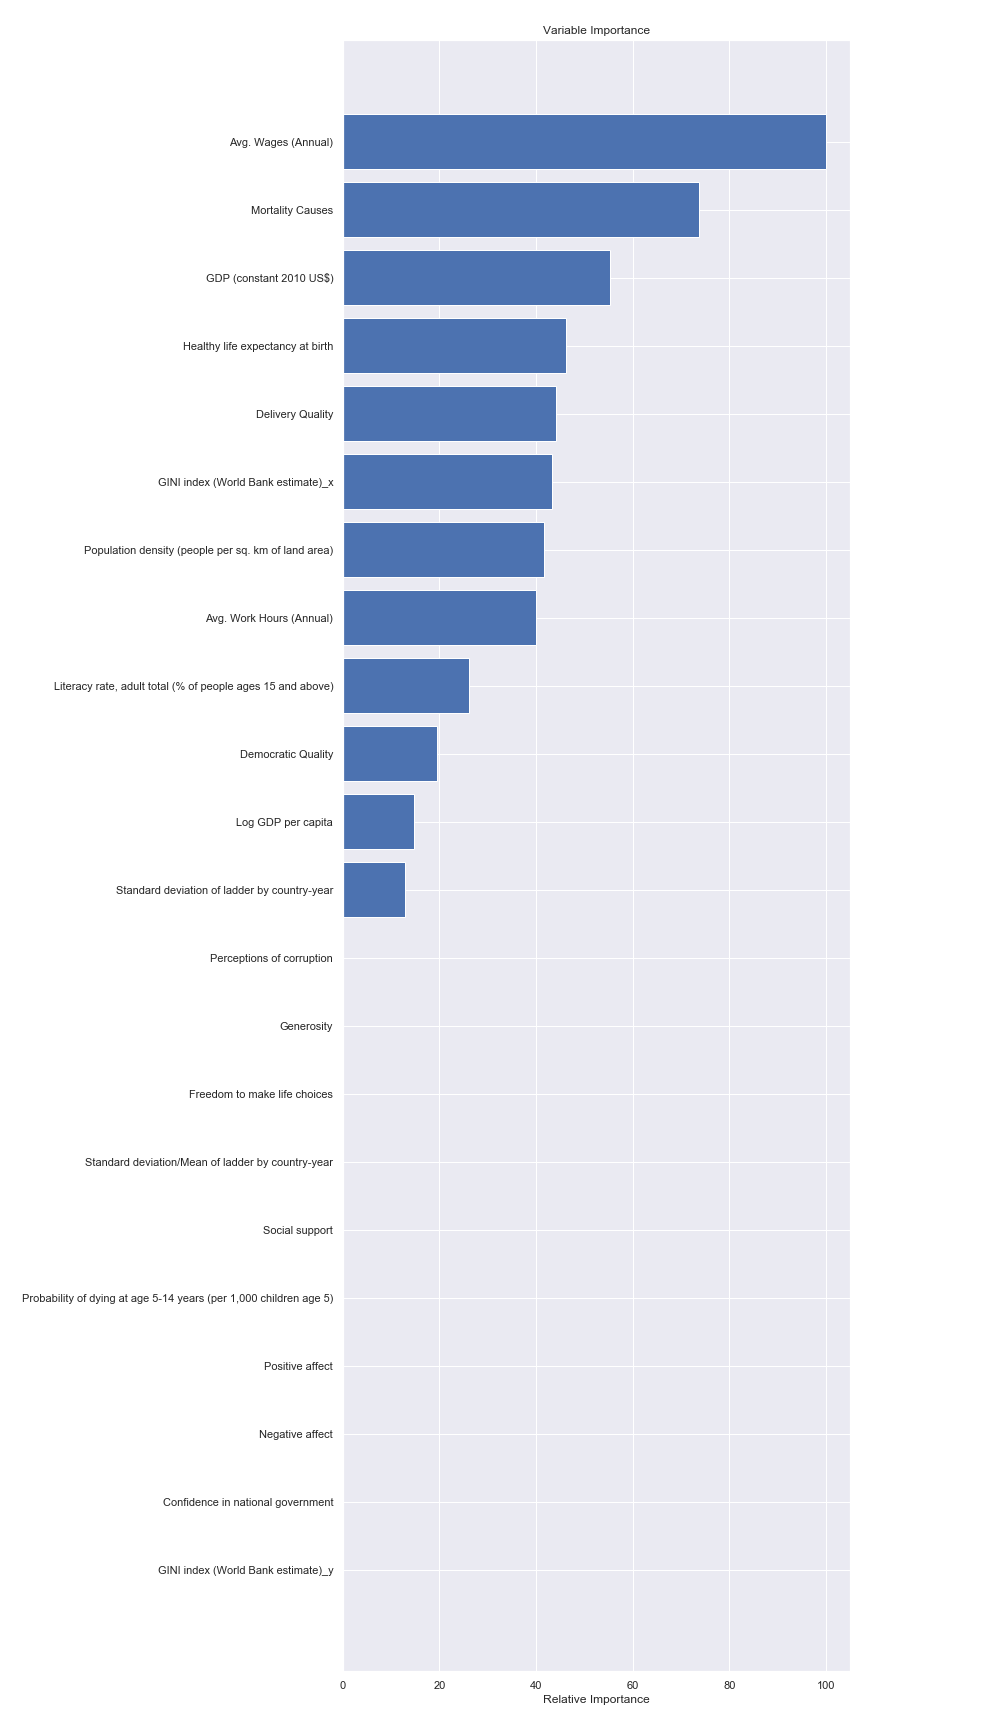 Variable Importance
Avg. Wages (Annual)
Mortality Causes
GDP (constant 2010 US$)
Healthy life expectancy at birth
Delivery Quality
GINI index (World Bank estimate)_x
Population density (people per sq. km of land area)
Avg. Work Hours (Annual)
Literacy rate, adult total (% of people ages 15 and above)
Democratic Quality
Log GDP per capita
Standard deviation of ladder by country-year
Perceptions of corruption
Generosity
Freedom to make life choices
Standard deviation/Mean of ladder by country-year
Social support
Probability of dying at age 5-14 years (per 1,000 children age 5)
Positive affect
Negative affect
Confidence in national government
GINI index (World Bank estimate)_y
0 20 40 60 80 100
Relative Importance